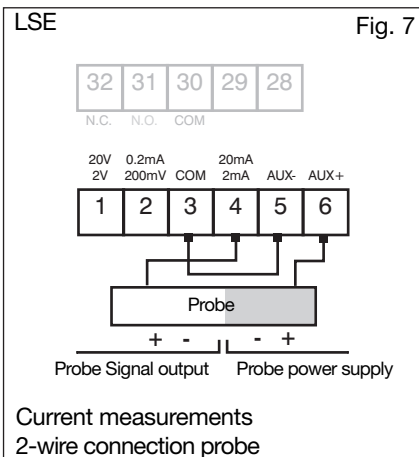 LSE Fig. 7
32 31 30 29 28
N.C. N.O. COM
20V 0.2mA 20mA
2V 200mV COM 2mA AUX- AUX+
1 2 3 4 5 6
Probe
+ - - +
Probe Signal output Probe power supply
Current measurements
2-wire connection probe